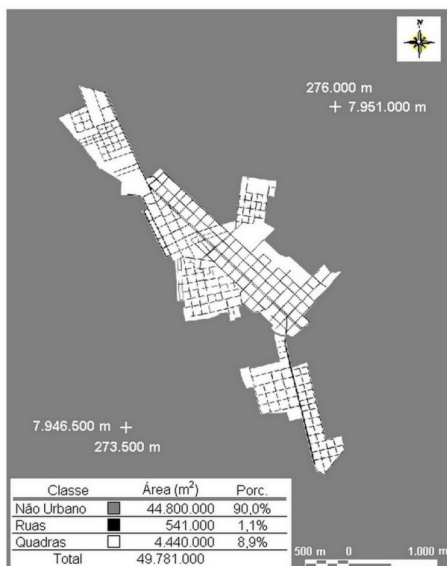 N
276.000 m
7.951.000 m
7.946.500 m
273.500 m
Classe Área (m²) Porc.
Não Urbano 44.800.000 90,0%
Ruas 541.000 1,1%
Quadras 4.440.000 8,9%
Total 49.781.000
500 m 0 1.000 m